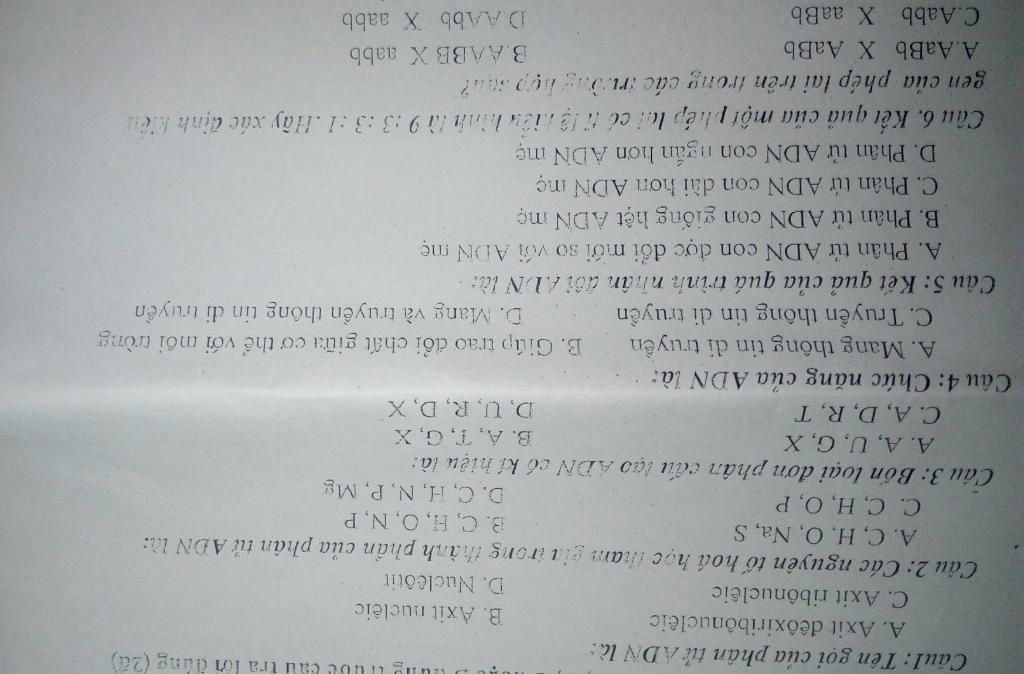 trước câu trả lời đúng (2đ)
Câu1: Tên gọi của phân tử ADN là:
A. Axit đêôxiribônuclêic B. Axit nuclêic
C. Axit ribônuclêic D. Nuclêôtit
Câu 2: Các nguyên tố hoá học tham gia trong thành phần của phân tử ADN là:
A. C, H, O, Na, S B. C, H, O, N, P
C. C, H, O, P D. C, H, N, P, Mg
Câu 3: Bốn loại đơn phân cấu tạo ADN có kí hiệu là:
A. A, U, G, X B. A, T, G, X
C. A, D, R, T D, U, R, D, X
Câu 4: Chức năng của ADN là:
A. Mang thông tin di truyền B. Giúp trao đổi chất giữa cơ thể với môi trờng
C. Truyền thông tin di truyền D. Mang và truyền thông tin di truyền
Câu 5: Kết quả của quá trình nhân đôi ADN là:
A. Phân tử ADN con đợc đổi mới so với ADN mẹ
B. Phân tử ADN con giống hệt ADN mẹ
C. Phân tử ADN con dài hơn ADN mẹ
D. Phân tử ADN con ngắn hơn ADN mẹ
Câu 6. Kết quả của một phép lai có tỉ lệ kiểu hình là 9 : 3 : 3 : 1. Hãy xác định kiểu
gen của phép lai trên trong các trường hợp sau?
A.AaBb X AaBb B.AABB X aabb
C.Aabb X aaBb D.AAbb X aabb